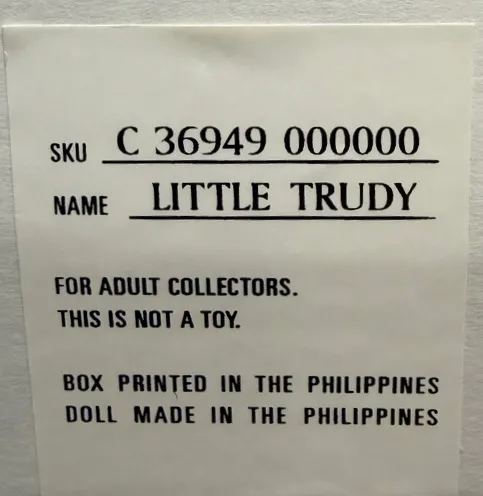 SKU C 36949 000000
NAME LITTLE TRUDY
FOR ADULT COLLECTORS.
THIS IS NOT A TOY.
BOX PRINTED IN THE PHILIPPINES
DOLL MADE IN THE PHILIPPINES